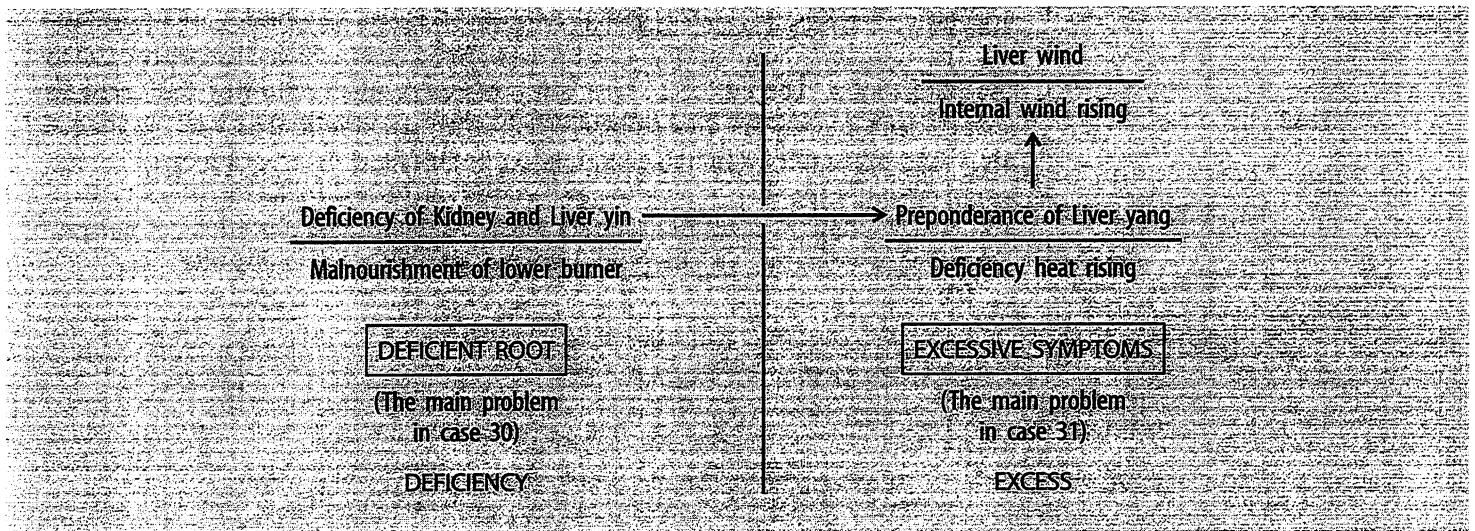 Liver wind
Internal wind rising
Deficiency of Kidney and Liver yin
Preponderance of Liver yang
Malnourishment of lower burner
Deficiency heat rising
DEFICIENT ROOT
EXCESSIVE SYMPTOMS
(The main problem
in case 30)
(The main problem
in case 31)
DEFICIENCY
EXCESS